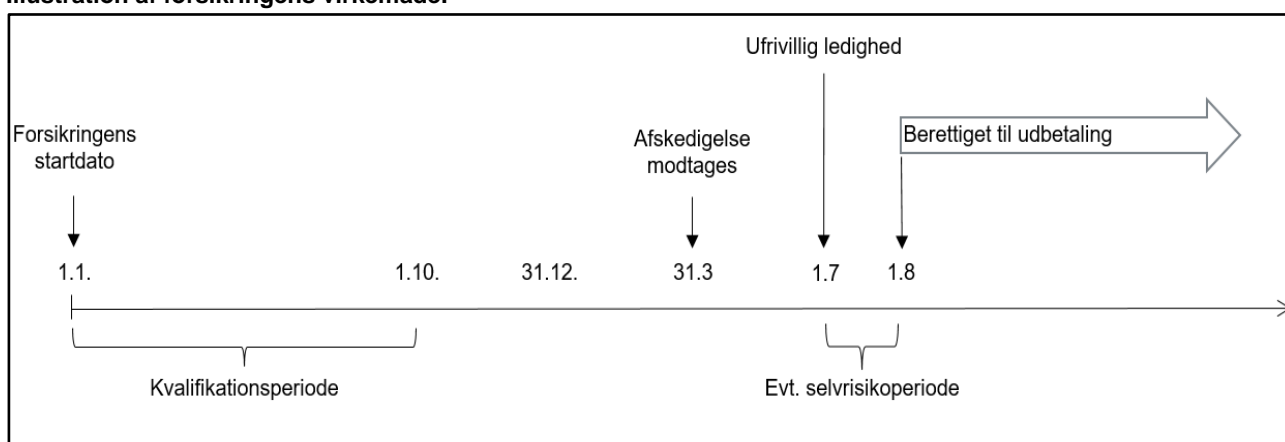 Illustration af forsikringens virkemåde:
Ufrivillig ledighed
Forsikringens
startdato
Afskedigelse
modtages
Berettiget til udbetaling
1.1.
1.10.
31.12.
31.3
1.7
1.8
Kvalifikationsperiode
Evt. selvrisikoperiode